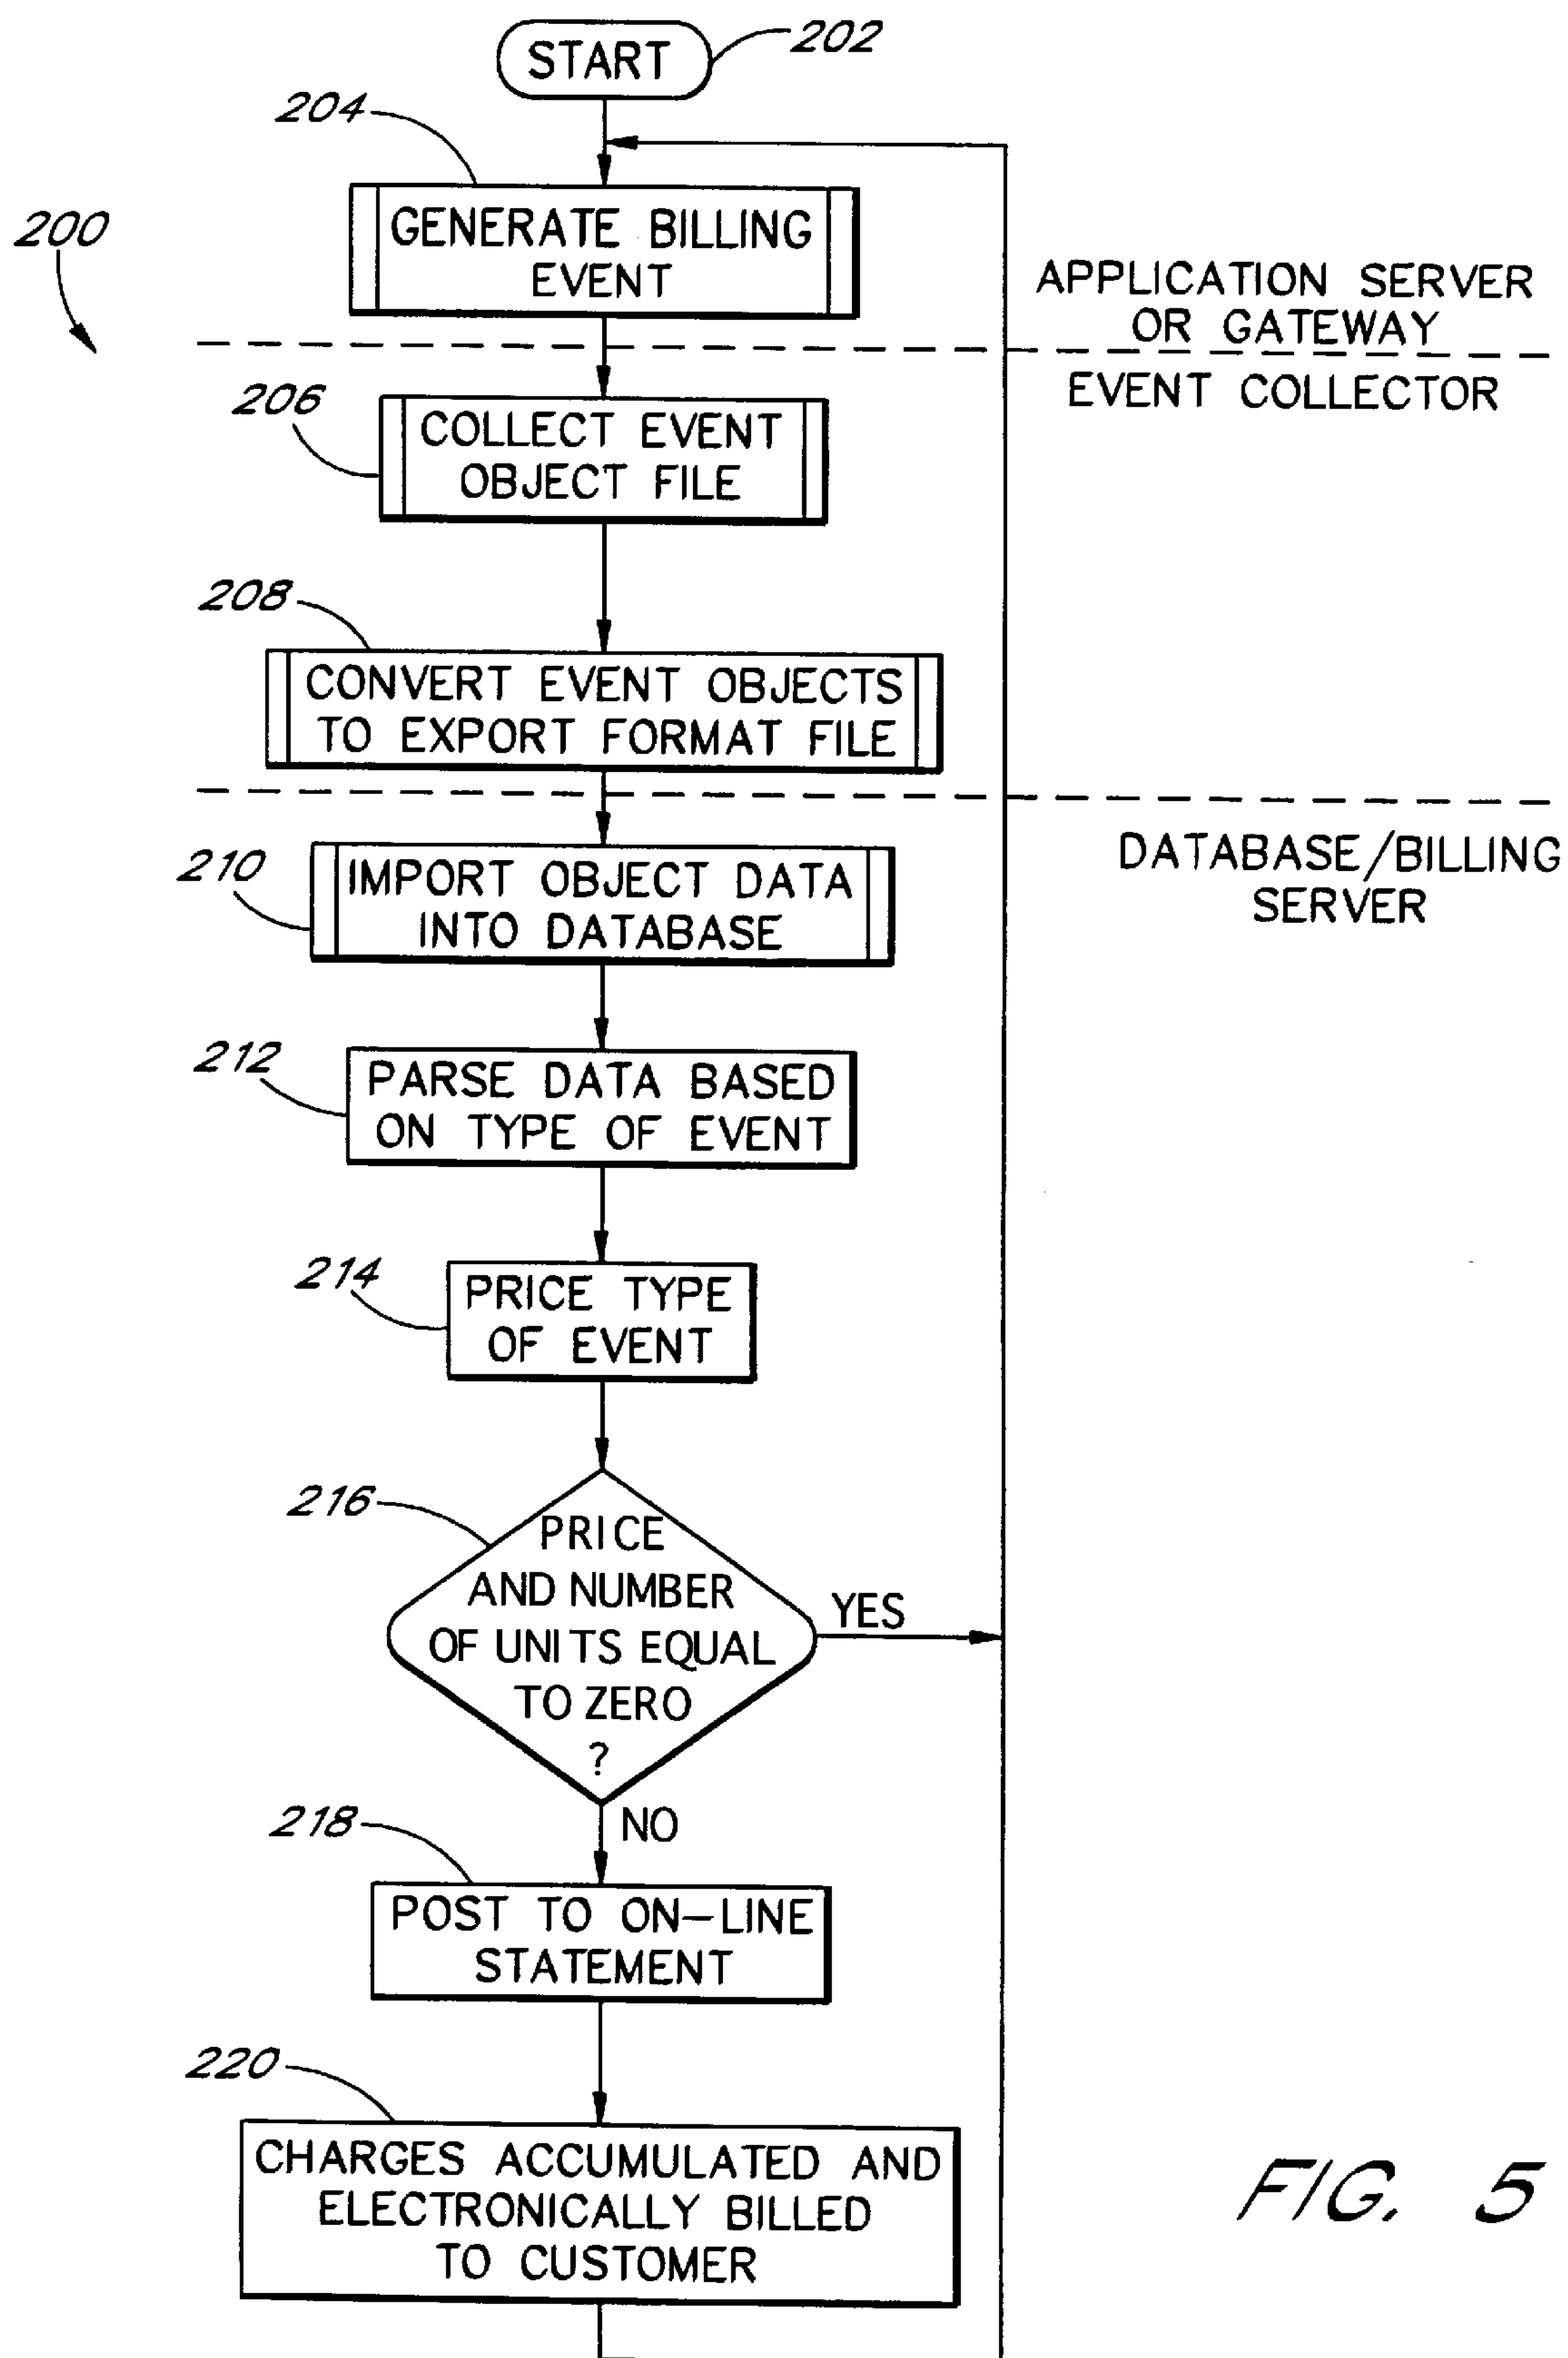 START
202
204
200
GENERATE BILLING
EVENT
APPLICATION SERVER
OR GATEWAY
EVENT COLLECTOR
206
COLLECT EVENT
OBJECT FILE
208
CONVERT EVENT OBJECTS
TO EXPORT FORMAT FILE
DATABASE/BILLING
SERVER
210
IMPORT OBJECT DATA
INTO DATABASE
212
PARSE DATA BASED
ON TYPE OF EVENT
214
PRICE TYPE
OF EVENT
216
PRICE
AND NUMBER
OF UNITS EQUAL
TO ZERO
?
YES
NO
218
POST TO ON-LINE
STATEMENT
220
CHARGES ACCUMULATED AND
ELECTRONICALLY BILLED
TO CUSTOMER
FIG. 5